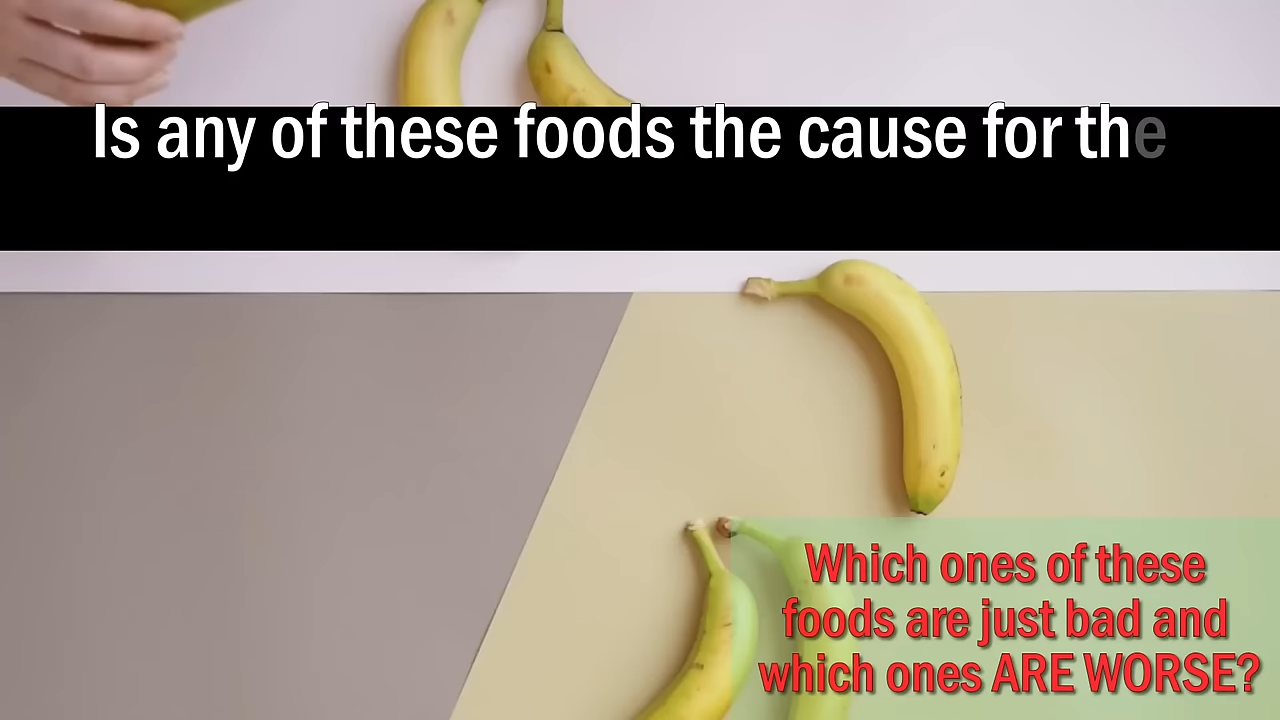 Is any of these foods the cause for the
Which ones of these
foods are just bad and
which ones ARE WORSE?